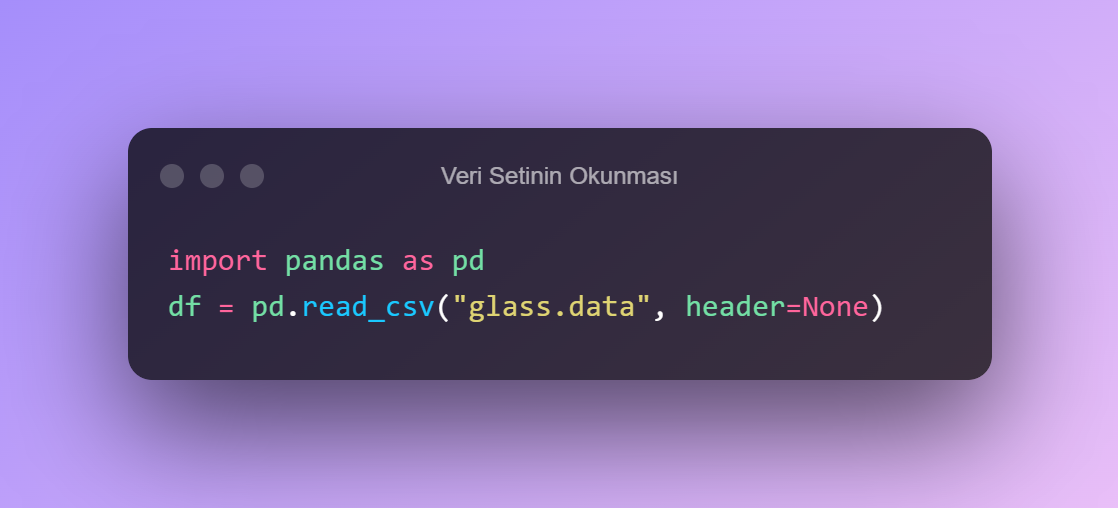 Veri Setinin Okunması
import pandas as pd
df = pd.read_csv("glass.data", header=None)